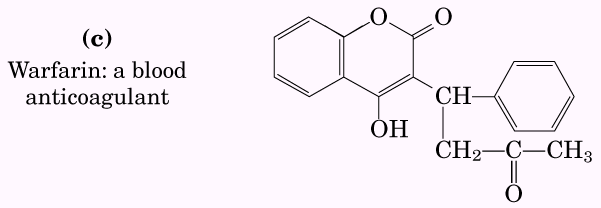 (c)
Warfarin: a blood
anticoagulant
O
O
OH
CH
CH2—C—CH3
O